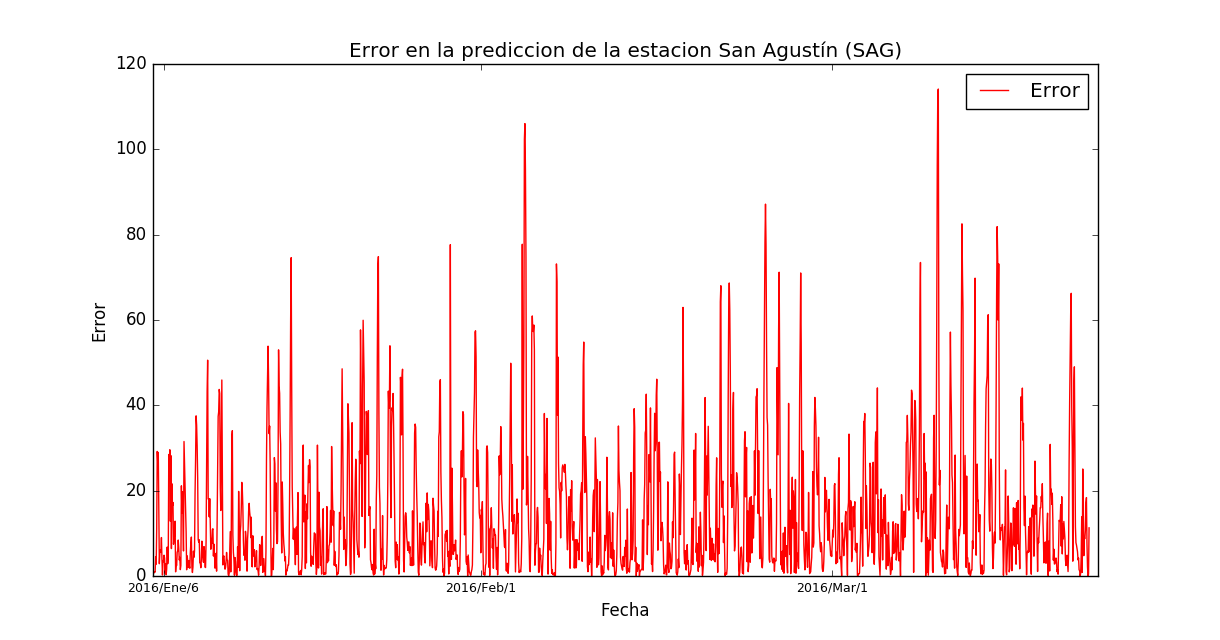 Error en la prediccion de la estacion San Agustín (SAG)
120
100
80
60
40
20
0
Error
Error
2016/Ene/6
2016/Feb/1
2016/Mar/1
Fecha